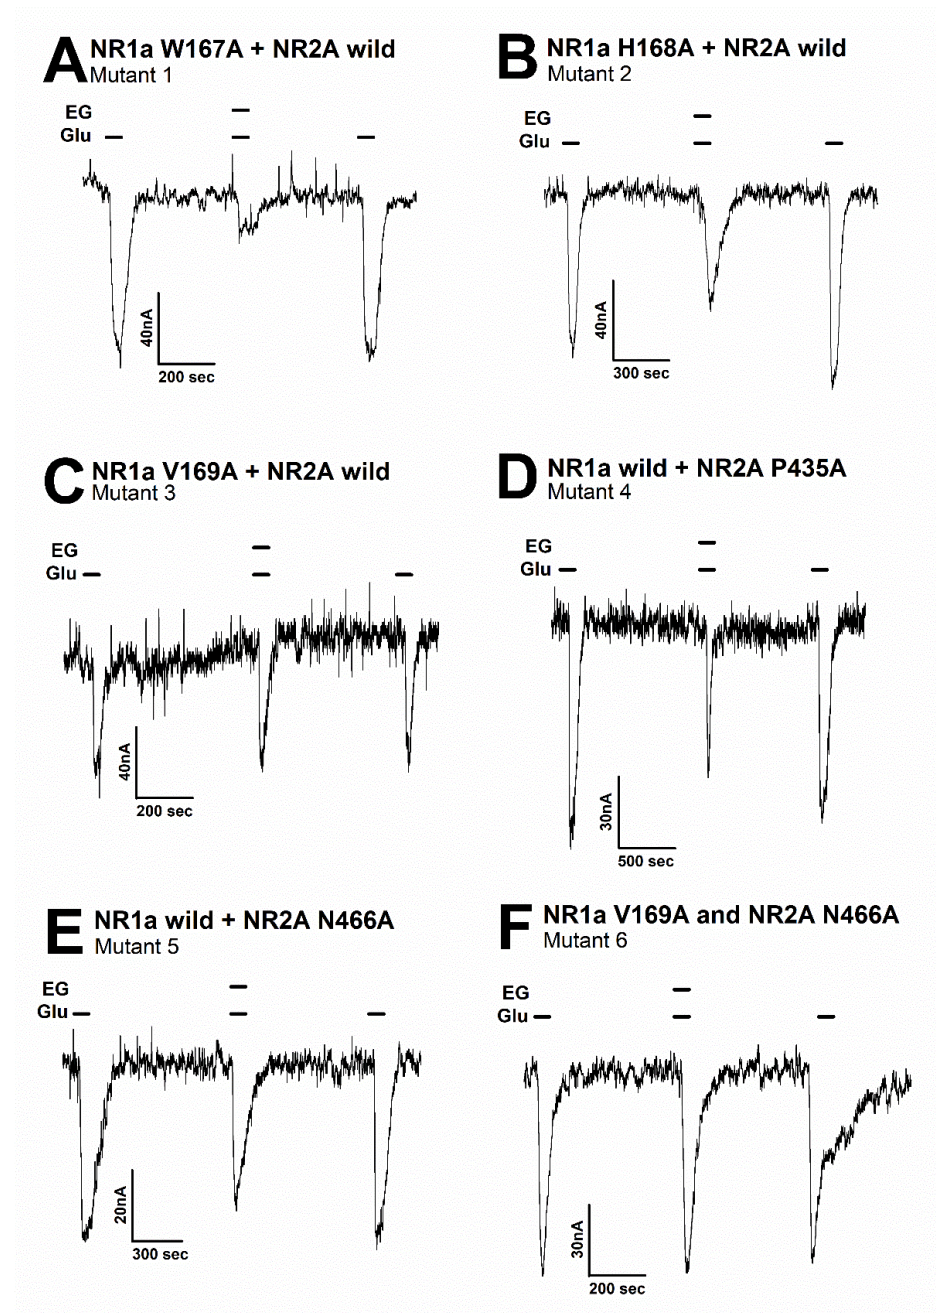 A NR1a W167A + NR2A wild
Mutant 1
EG
Glu
40nA
200 sec
B NR1a H168A + NR2A wild
Mutant 2
EG
Glu
40nA
300 sec
C NR1a V169A + NR2A wild
Mutant 3
EG
Glu
40nA
200 sec
D NR1a wild + NR2A P435A
Mutant 4
EG
Glu
30nA
500 sec
E NR1a wild + NR2A N466A
Mutant 5
EG
Glu
20nA
300 sec
F NR1a V169A and NR2A N466A
Mutant 6
EG
Glu
30nA
200 sec